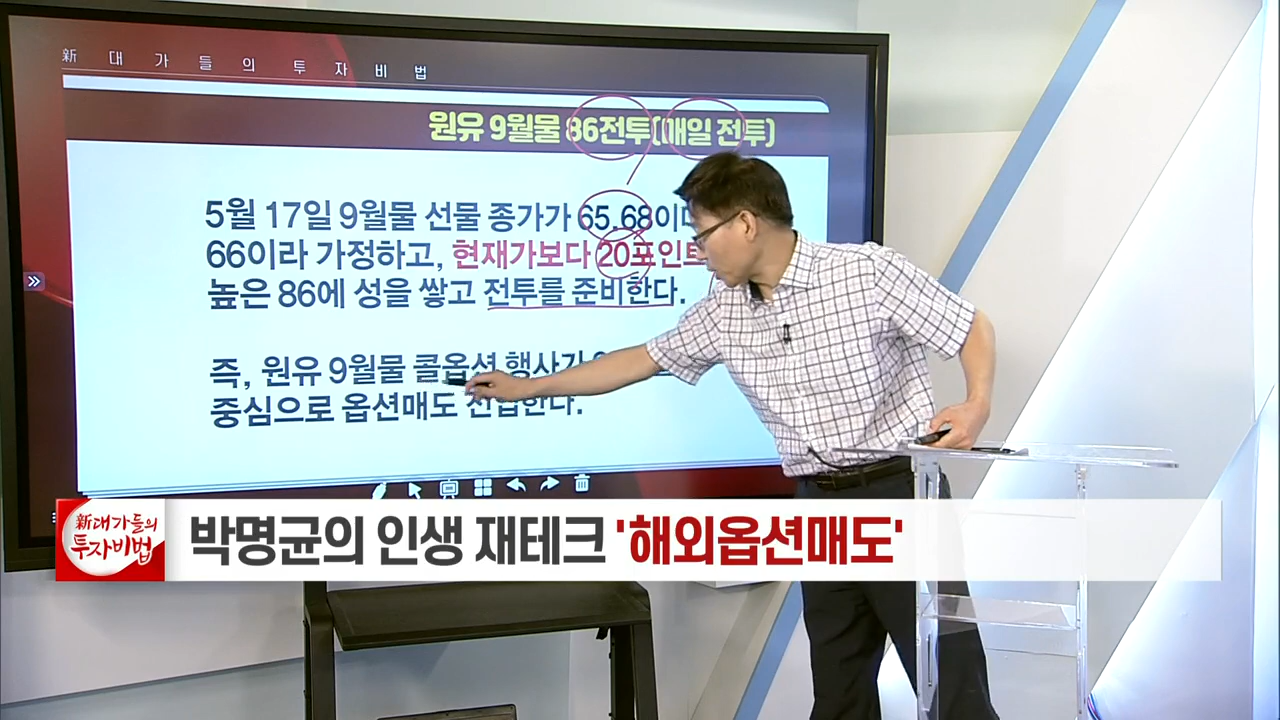 新 대 가 들 의 투 자 비 법
원유 9월물 86전투(매일 전투)
5월 17일 9월물 선물 종가가 65.68이
66이라 가정하고, 현재가보다 20포인트
높은 86에 성을 쌓고 전투를 준비한다.
즉, 원유 9월물 콜옵션 행사가
중심으로 옵션매도 진입한다.
新대가들의
투자비법
박명균의 인생 재테크 '해외옵션매도'